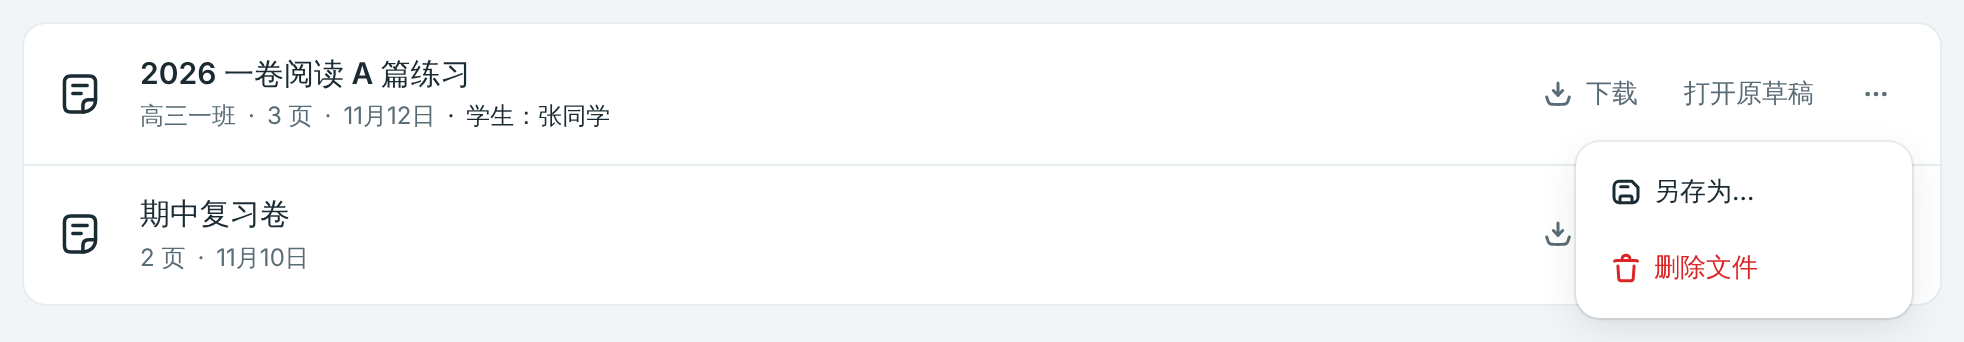 2026 一卷阅读 A 篇练习
高三一班 · 3 页 · 11月12日 · 学生：张同学
下载 打开原草稿 ···
期中复习卷
2 页 · 11月10日
另存为...
删除文件